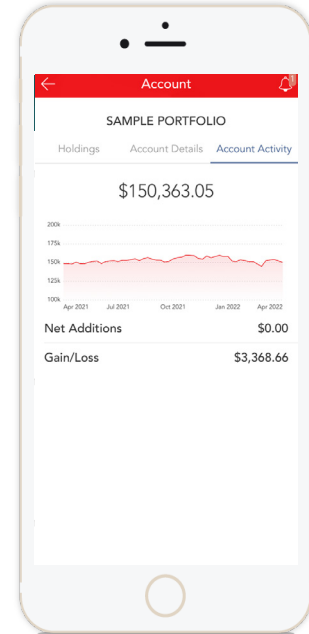 Account
1
SAMPLE PORTFOLIO
Holdings Account Details Account Activity
$150,363.05
200k
175k
150k
125k
100k
Apr 2021 Jul 2021 Oct 2021 Jan 2022 Apr 2022
Net Additions $0.00
Gain/Loss $3,368.66